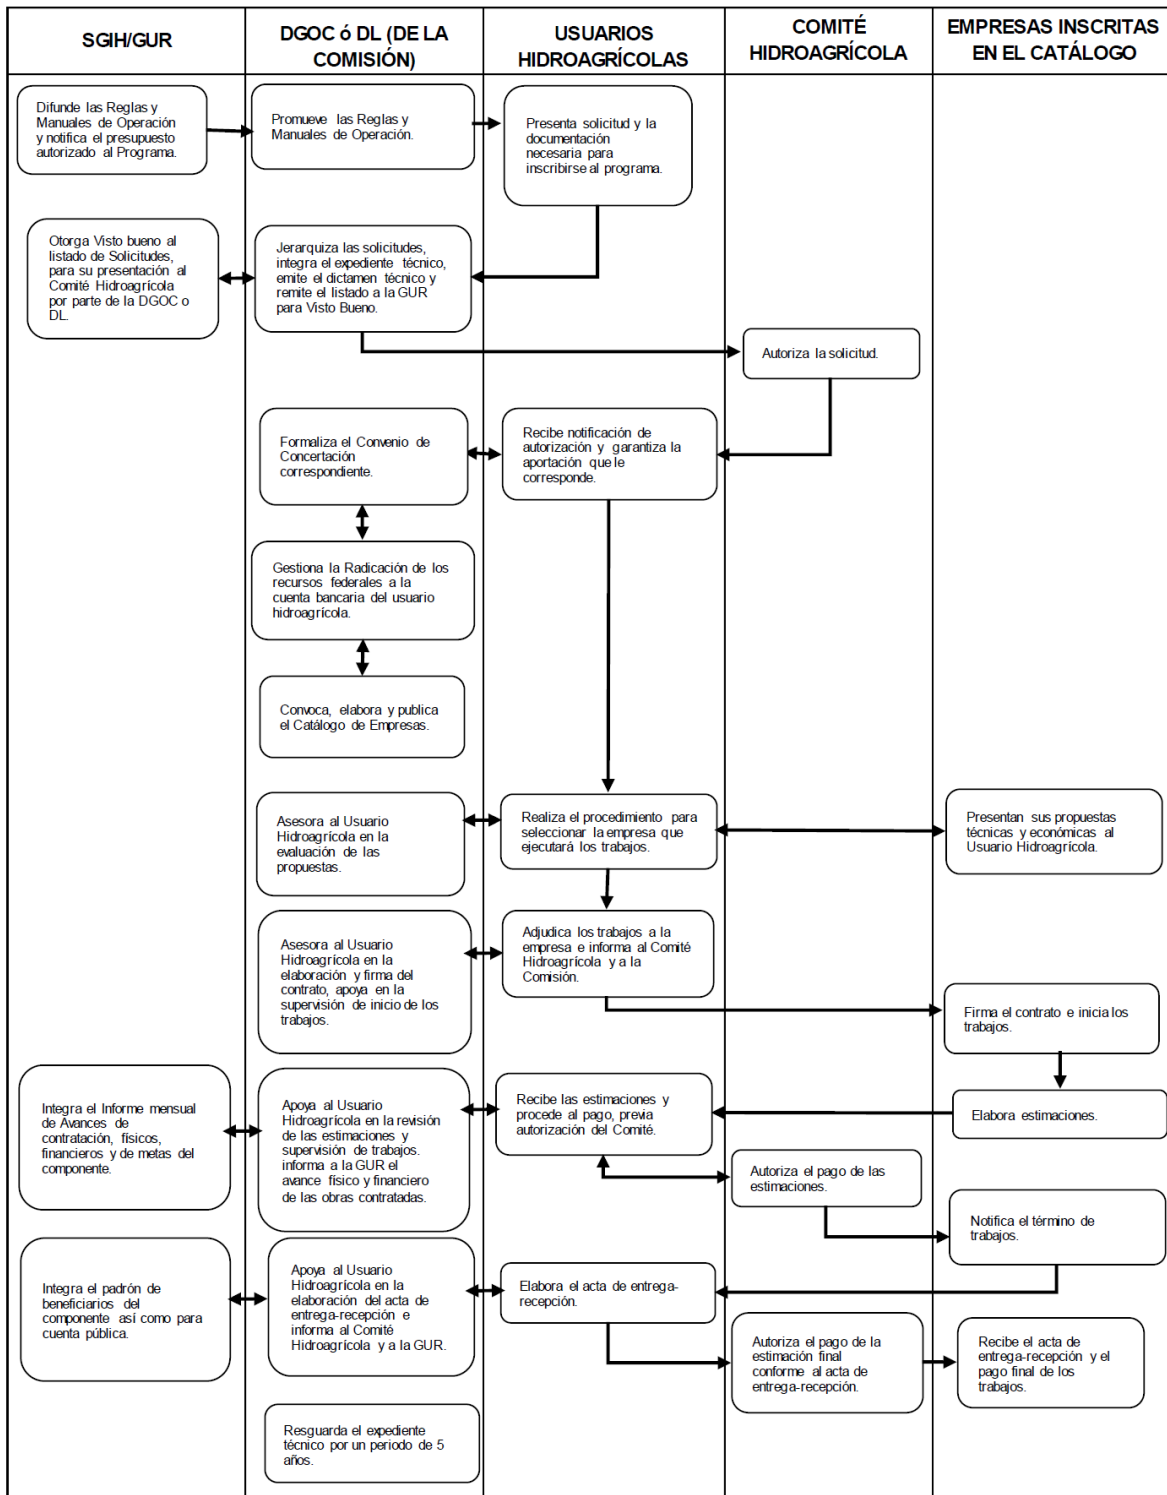 SGIH/GUR
DGOC ó DL (DE LA
COMISIÓN)
USUARIOS
HIDROAGRÍCOLAS
COMITÉ
HIDROAGRÍCOLA
EMPRESAS INSCRITAS
EN EL CATÁLOGO
Difunde las Reglas y
Manuales de Operación
y notifica el presupuesto
autorizado al Programa.
Promueve las Reglas y
Manuales de Operación.
Presenta solicitud y la
documentación
necesaria para
inscribirse al programa.
Otorga Visto bueno al
listado de Solicitudes,
para su presentación al
Comité Hidroagrícola
por parte de la DGOC o
DL.
Jerarquiza las solicitudes,
integra el expediente técnico,
emite el dictamen técnico y
remite el listado a la GUR
para Visto Bueno.
Autoriza la solicitud.
Formaliza el Convenio de
Concertación
correspondiente.
Recibe notificación de
autorización y garantiza la
aportación que le
corresponde.
Gestiona la Radicación de los
recursos federales a la
cuenta bancaria del usuario
hidroagrícola.
Convoca, elabora y publica
el Catálogo de Empresas.
Asesora al Usuario
Hidroagrícola en la
evaluación de las
propuestas.
Realiza el procedimiento para
seleccionar la empresa que
ejecutará los trabajos.
Presentan sus propuestas
técnicas y económicas al
Usuario Hidroagrícola.
Asesora al Usuario
Hidroagrícola en la
elaboración y firma del
contrato, apoya en la
supervisión de inicio de los
trabajos.
Adjudica los trabajos a la
empresa e informa al Comité
Hidroagrícola y a la
Comisión.
Firma el contrato e inicia los
trabajos.
Integra el Informe mensual
de Avances de
contratación, físicos,
financieros y de metas del
componente.
Apoya al Usuario
Hidroagrícola en la revisión
de las estimaciones y
supervisión de trabajos.
informa a la GUR el
avance físico y financiero
de las obras contratadas.
Recibe las estimaciones y
procede al pago, previa
autorización del Comité.
Elabora estimaciones.
Autoriza el pago de las
estimaciones.
Notifica el término de
trabajos.
Integra el padrón de
beneficiarios del
componente así como para
cuenta pública.
Apoya al Usuario
Hidroagrícola en la
elaboración del acta de
entrega-recepción e
informa al Comité
Hidroagrícola y a la GUR.
Elabora el acta de entrega-
recepción.
Autoriza el pago de la
estimación final
conforme al acta de
entrega-recepción.
Recibe el acta de
entrega-recepción y el
pago final de los
trabajos.
Resguarda el expediente
técnico por un periodo de 5
años.